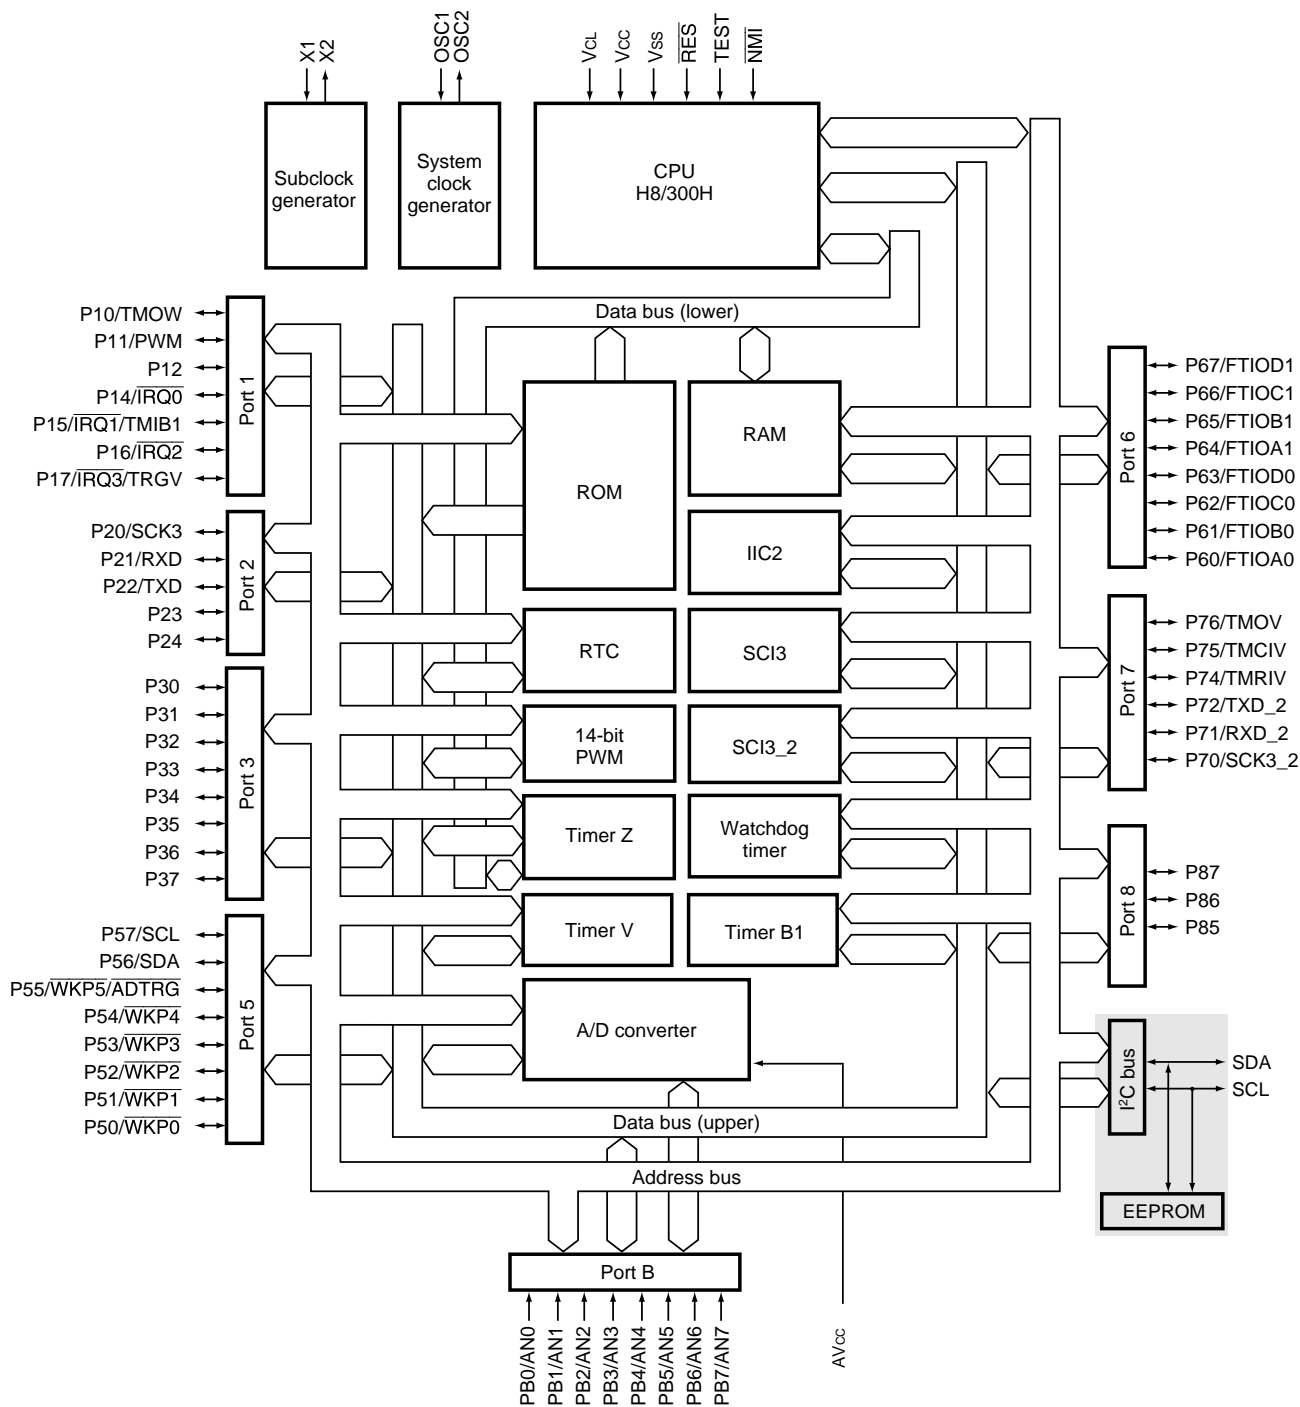 X1
X2
OSC1
OSC2
VCL
VCC
VSS
RES
TEST
NMI
Subclock
generator
System
clock
generator
CPU
H8/300H
Data bus (lower)
P10/TMOW
P11/PWM
P12
P14/IRQ0
P15/IRQ1/TMIB1
P16/IRQ2
P17/IRQ3/TRGV
Port 1
P20/SCK3
P21/RXD
P22/TXD
P23
P24
Port 2
P30
P31
P32
P33
P34
P35
P36
P37
Port 3
P57/SCL
P56/SDA
P55/WKP5/ADTRG
P54/WKP4
P53/WKP3
P52/WKP2
P51/WKP1
P50/WKP0
Port 5
ROM
RAM
IIC2
RTC
SCI3
14-bit
PWM
SCI3_2
Timer Z
Watchdog
timer
Timer V
Timer B1
A/D converter
Port 6
P67/FTIOD1
P66/FTIOC1
P65/FTIOB1
P64/FTIOA1
P63/FTIOD0
P62/FTIOC0
P61/FTIOB0
P60/FTIOA0
Port 7
P76/TMOV
P75/TMCIV
P74/TMRIV
P72/TXD_2
P71/RXD_2
P70/SCK3_2
Port 8
P87
P86
P85
I²C bus
SDA
SCL
EEPROM
Data bus (upper)
Address bus
Port B
PB0/AN0
PB1/AN1
PB2/AN2
PB3/AN3
PB4/AN4
PB5/AN5
PB6/AN6
PB7/AN7
AVCC